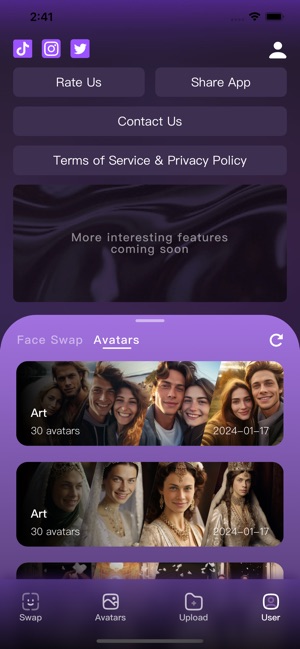 2:41
Rate Us
Share App
Contact Us
Terms of Service & Privacy Policy
More interesting features
coming soon
Face Swap
Avatars
Art
30 avatars
2024-01-17
Art
30 avatars
2024-01-17
Swap
Avatars
Upload
User